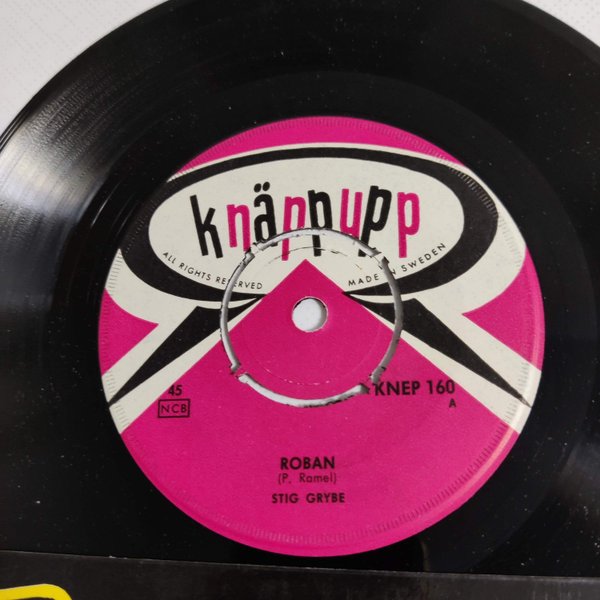 knäppupp
ALL RIGHTS RESERVED
MADE IN SWEDEN
45
NCB
KNEP 160
A
ROBAN
(P. Ramel)
STIG GRYBE